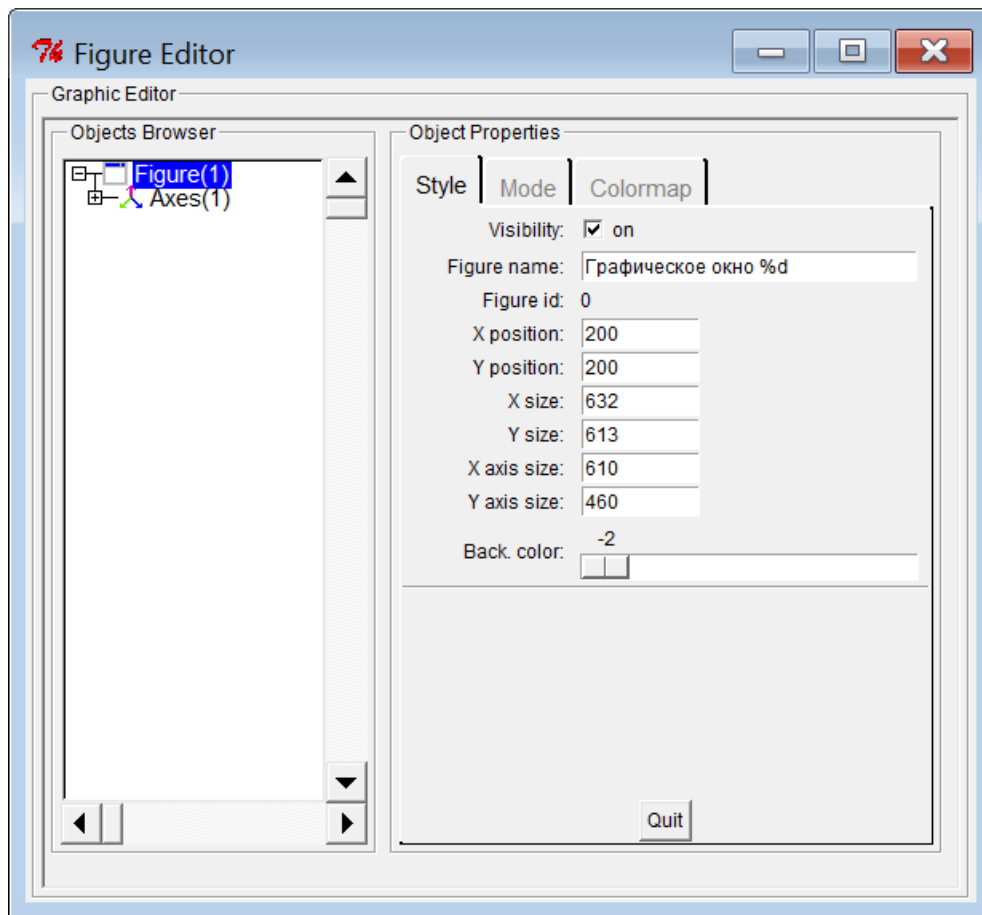 Figure Editor
Graphic Editor
Objects Browser
Figure(1)
Axes(1)
Object Properties
Style Mode Colormap
Visibility: on
Figure name: Графическое окно %d
Figure id: 0
X position: 200
Y position: 200
X size: 632
Y size: 613
X axis size: 610
Y axis size: 460
-2
Back. color:
Quit